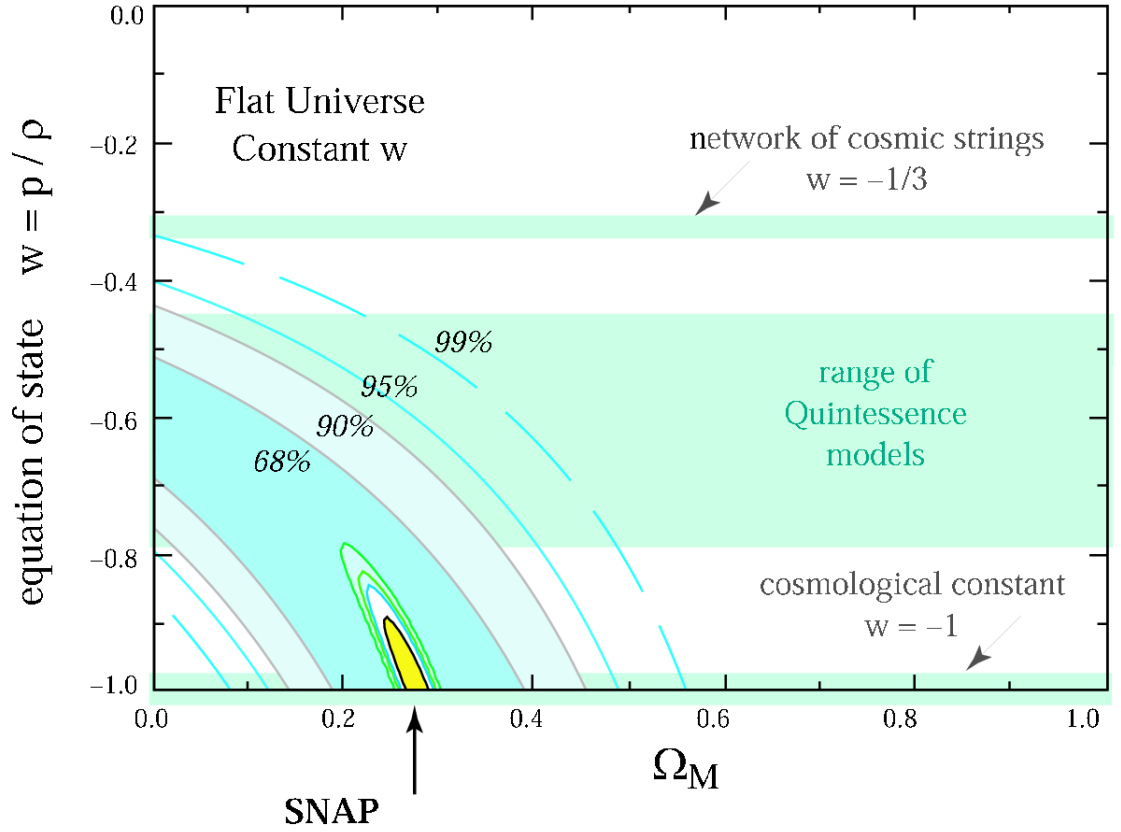 0.0
−0.2
−0.4
−0.6
−0.8
−1.0
equation of state w = p / ρ
Flat Universe
Constant w
network of cosmic strings
w = −1/3
99%
95%
90%
68%
range of
Quintessence
models
cosmological constant
w = −1
0.0 0.2 0.4 0.6 0.8 1.0
Ω_M
SNAP